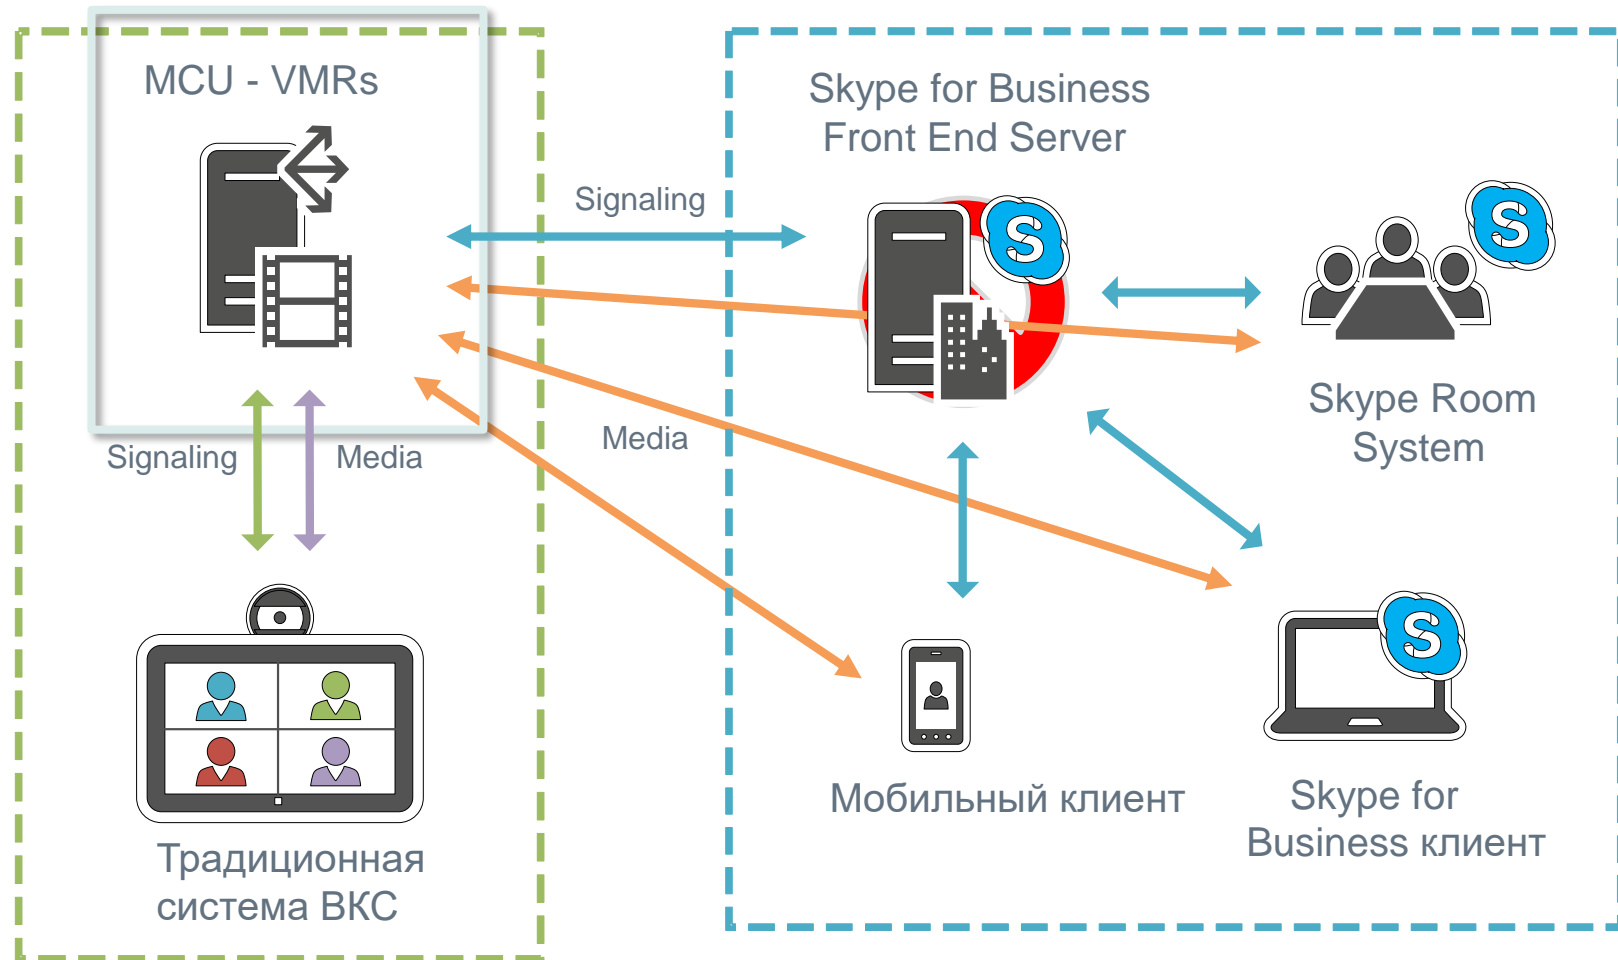 MCU - VMRs
Skype for Business
Front End Server
Signaling
Skype Room
System
Media
Signaling
Media
Мобильный клиент
Skype for
Business клиент
Традиционная
система ВКС